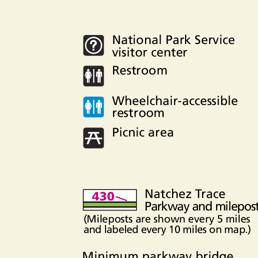 ?
National Park Service
visitor center
Restroom
Wheelchair-accessible
restroom
Picnic area
430
Natchez Trace
Parkway and milepost
(Mileposts are shown every 5 miles
and labeled every 10 miles on map.)
Minimum parkway bridge